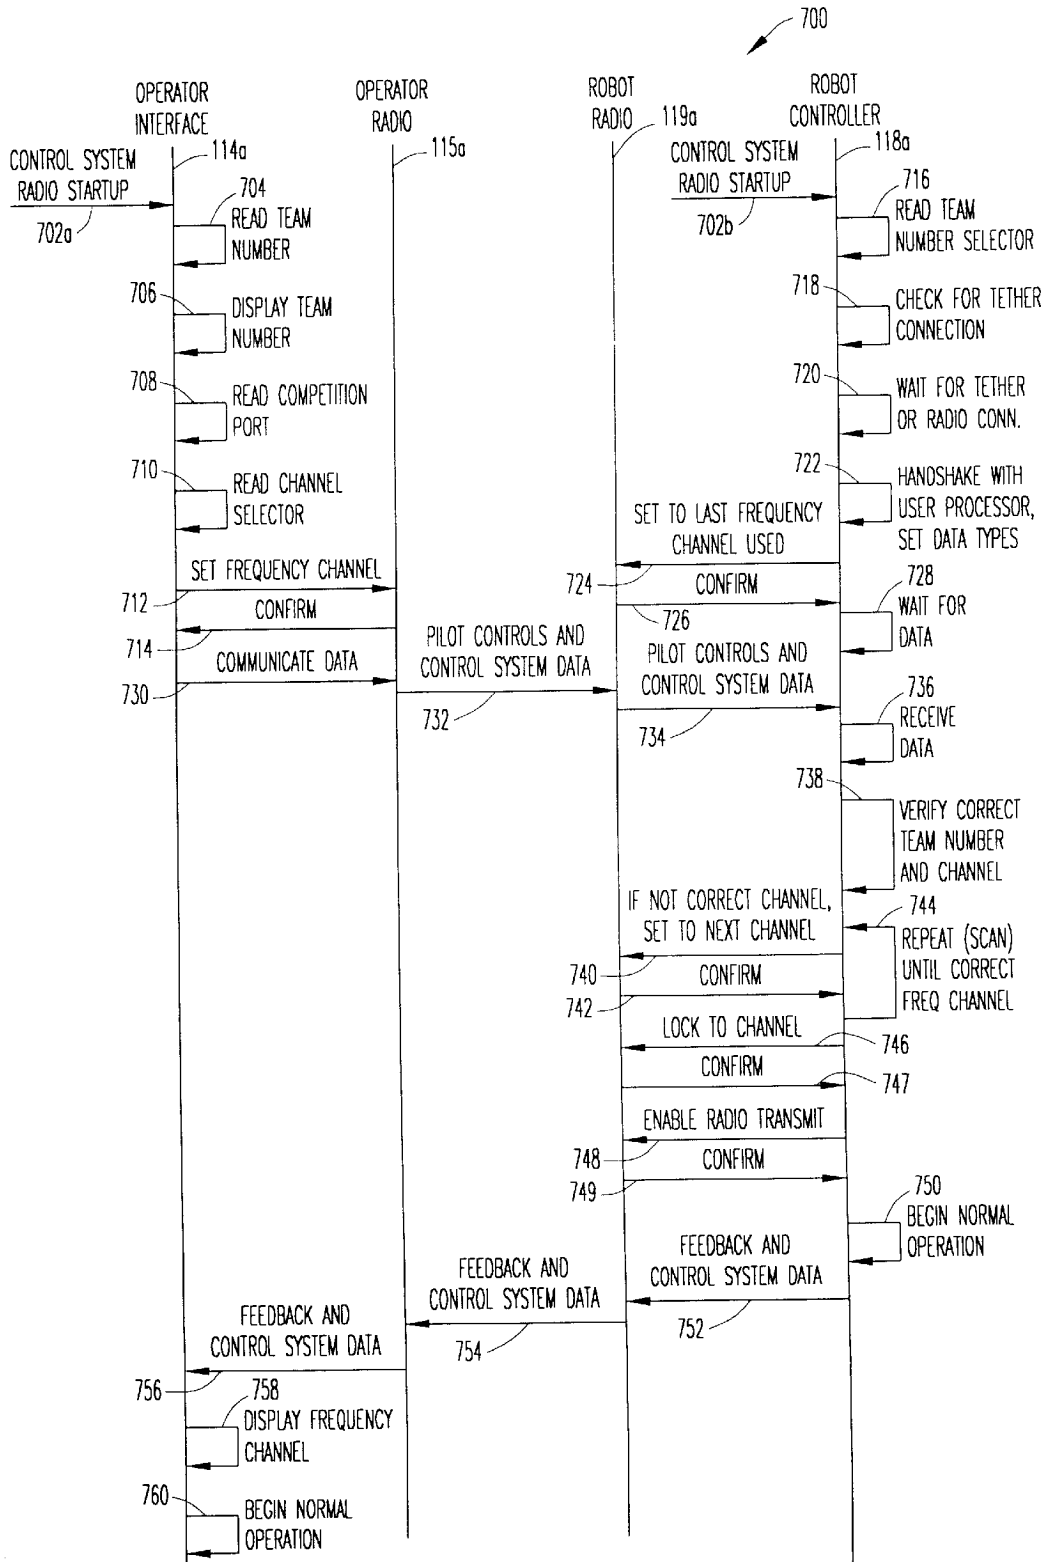 700
OPERATOR
INTERFACE
OPERATOR
RADIO
ROBOT
RADIO
ROBOT
CONTROLLER
114a
115a
119a
118a
CONTROL SYSTEM
RADIO STARTUP
702a
CONTROL SYSTEM
RADIO STARTUP
702b
704
READ TEAM
NUMBER
716
READ TEAM
NUMBER SELECTOR
706
DISPLAY TEAM
NUMBER
718
CHECK FOR TETHER
CONNECTION
708
READ COMPETITION
PORT
720
WAIT FOR TETHER
OR RADIO CONN.
710
READ CHANNEL
SELECTOR
722
HANDSHAKE WITH
USER PROCESSOR,
SET DATA TYPES
SET TO LAST FREQUENCY
CHANNEL USED
724
SET FREQUENCY CHANNEL
712
CONFIRM
714
CONFIRM
726
728
WAIT FOR
DATA
COMMUNICATE DATA
730
PILOT CONTROLS AND
CONTROL SYSTEM DATA
732
PILOT CONTROLS AND
CONTROL SYSTEM DATA
734
736
RECEIVE
DATA
738
VERIFY CORRECT
TEAM NUMBER
AND CHANNEL
IF NOT CORRECT CHANNEL,
SET TO NEXT CHANNEL
740
744
REPEAT (SCAN)
UNTIL CORRECT
FREQ CHANNEL
CONFIRM
742
LOCK TO CHANNEL
746
CONFIRM
747
ENABLE RADIO TRANSMIT
748
CONFIRM
749
750
BEGIN NORMAL
OPERATION
FEEDBACK AND
CONTROL SYSTEM DATA
752
FEEDBACK AND
CONTROL SYSTEM DATA
754
FEEDBACK AND
CONTROL SYSTEM DATA
756
758
DISPLAY FREQUENCY
CHANNEL
760
BEGIN NORMAL
OPERATION